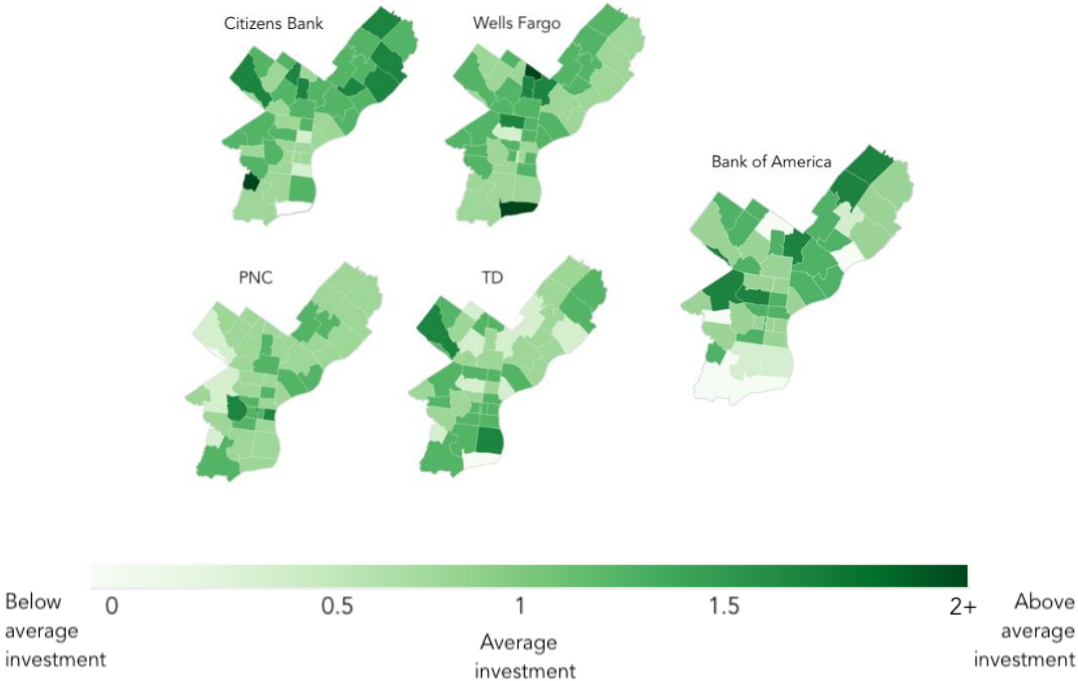 Citizens Bank
Wells Fargo
Bank of America
PNC
TD
0
0.5
1
1.5
2+
Below
average
investment
Average
investment
Above
average
investment